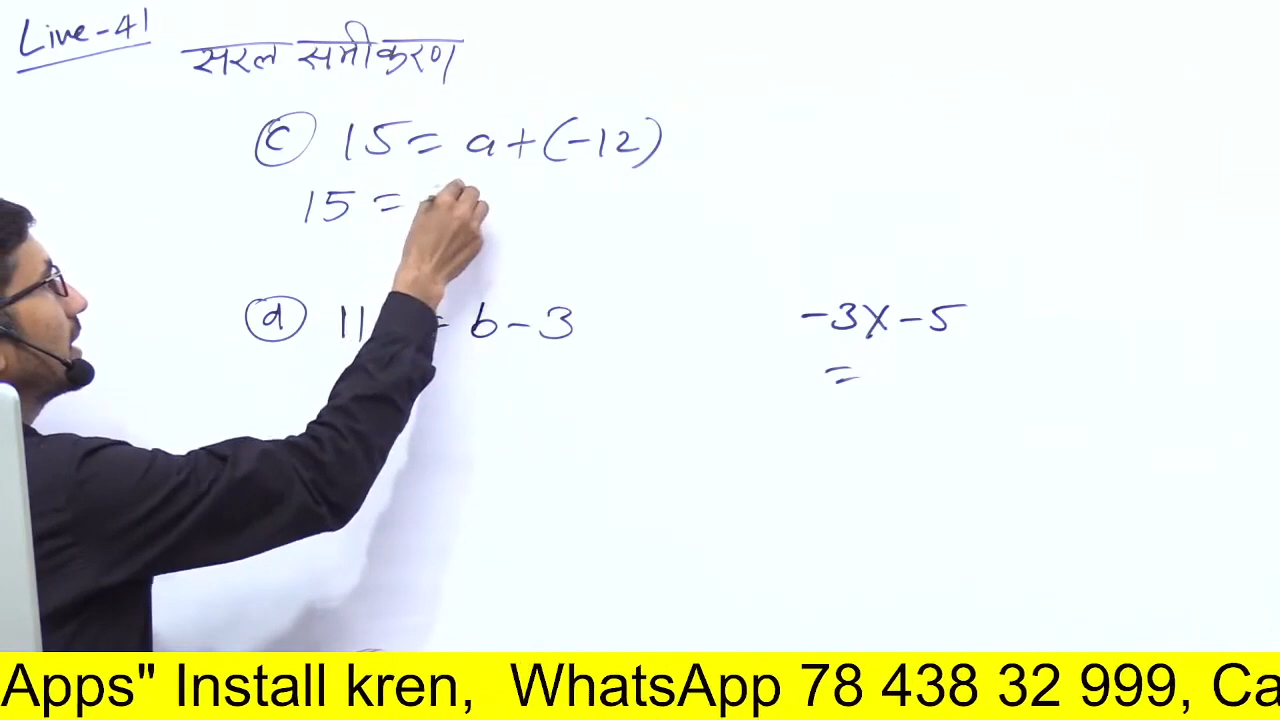 Live-41
सरल समीकरण
(c) 15 = a + (-12)
15 =
(d) 11 = b - 3
-3x - 5
=
Apps" Install kren, WhatsApp 78 438 32 999, Ca